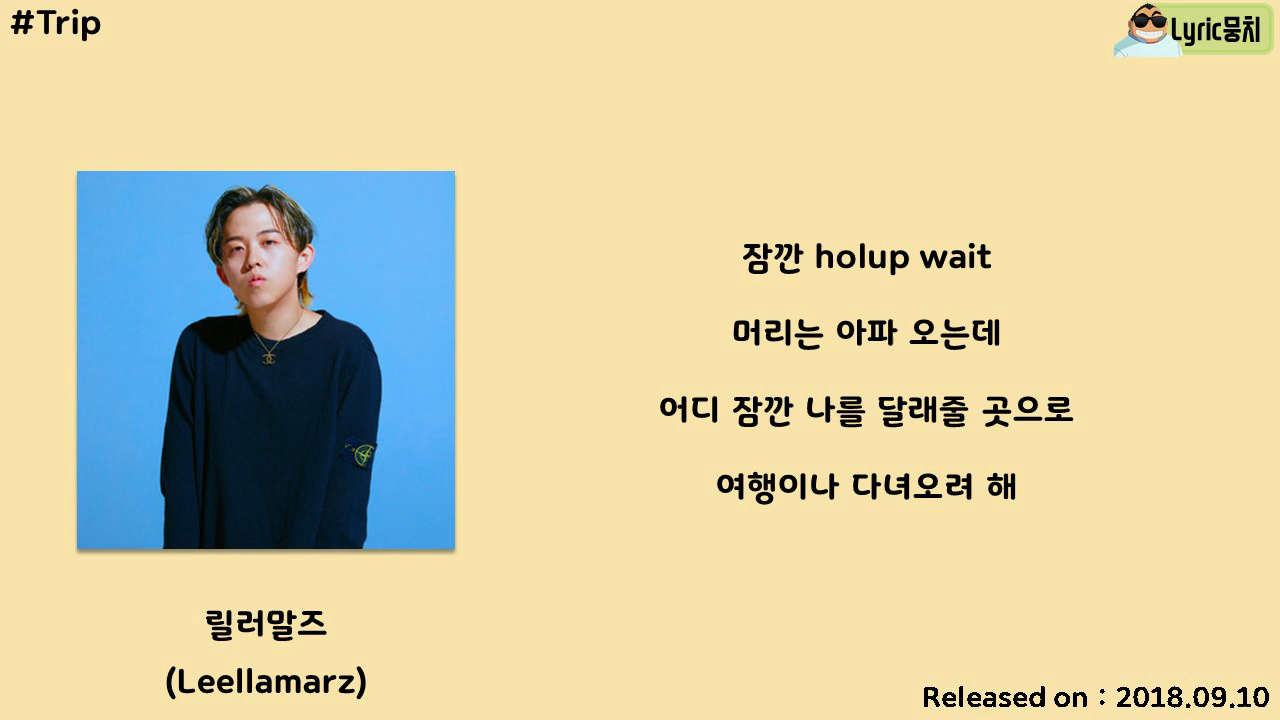 #Trip
Lyric뭉치
잠깐 holup wait
머리는 아파 오는데
어디 잠깐 나를 달래줄 곳으로
여행이나 다녀오려 해
릴러말즈
(Leellamarz)
Released on : 2018.09.10